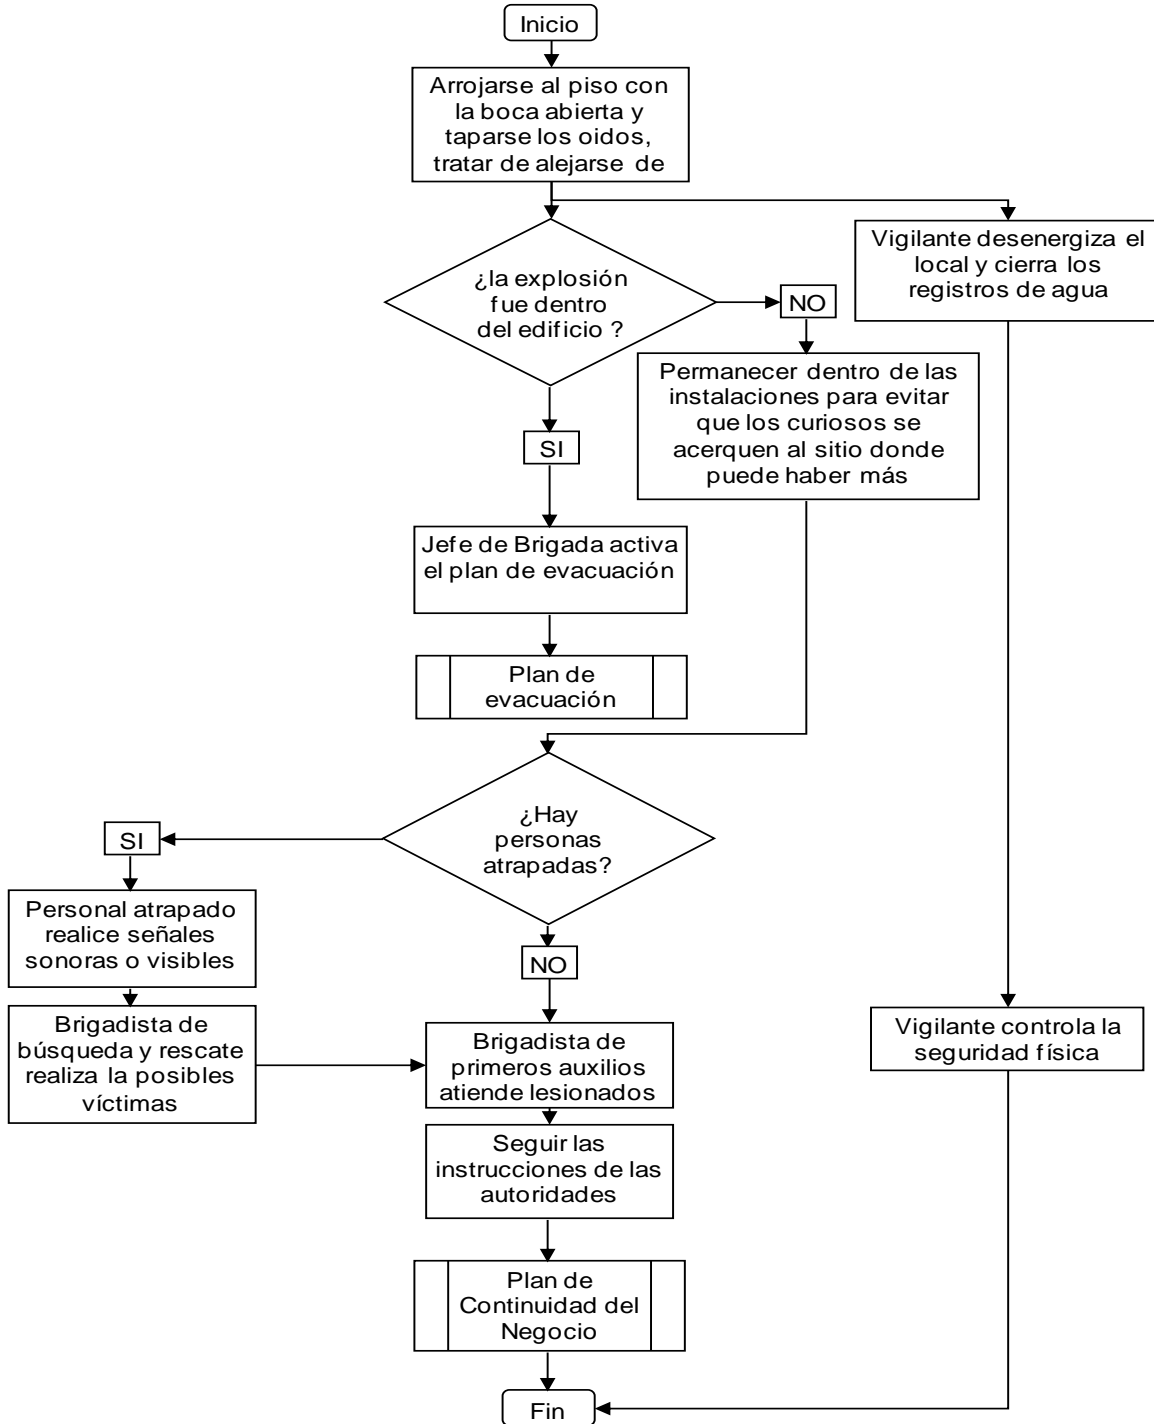 Inicio
Arrojarse al piso con
la boca abierta y
taparse los oidos,
tratar de alejarse de
¿la explosión
fue dentro
del edificio ?
NO
Vigilante desenergiza el
local y cierra los
registros de agua
Permanecer dentro de las
instalaciones para evitar
que los curiosos se
acerquen al sitio donde
puede haber más
SI
Jefe de Brigada activa
el plan de evacuación
Plan de
evacuación
¿Hay
personas
atrapadas?
SI
Personal atrapado
realice señales
sonoras o visibles
NO
Brigadista de
búsqueda y rescate
realiza la posibles
víctimas
Brigadista de
primeros auxilios
atiende lesionados
Vigilante controla la
seguridad física
Seguir las
instrucciones de las
autoridades
Plan de
Continuidad del
Negocio
Fin